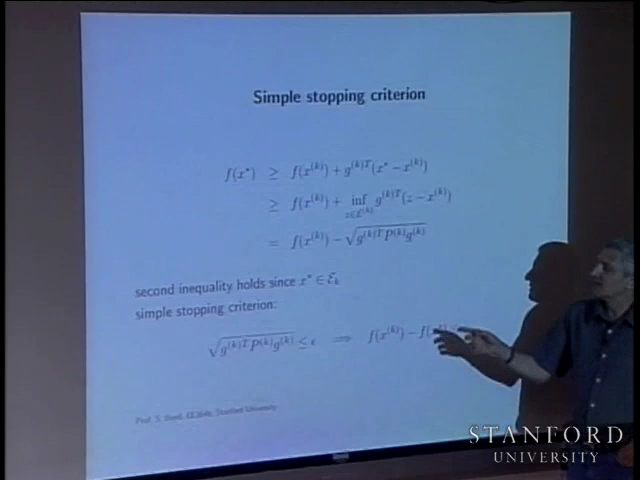 Simple stopping criterion
f(x*) ≥ f(x^(k)) + g^(k)T (x* − x^(k))
≥ f(x^(k)) + inf_{z∈ℰ^(k)} g^(k)T (z − x^(k))
= f(x^(k)) − √(g^(k)T P^(k) g^(k))
second inequality holds since x* ∈ ℰ_k
simple stopping criterion:
√(g^(k)T P^(k) g^(k)) ≤ ϵ ⟹ f(x^(k)) − f(x*)
Prof. S. Boyd, EE364b, Stanford University
STANFORD
UNIVERSITY